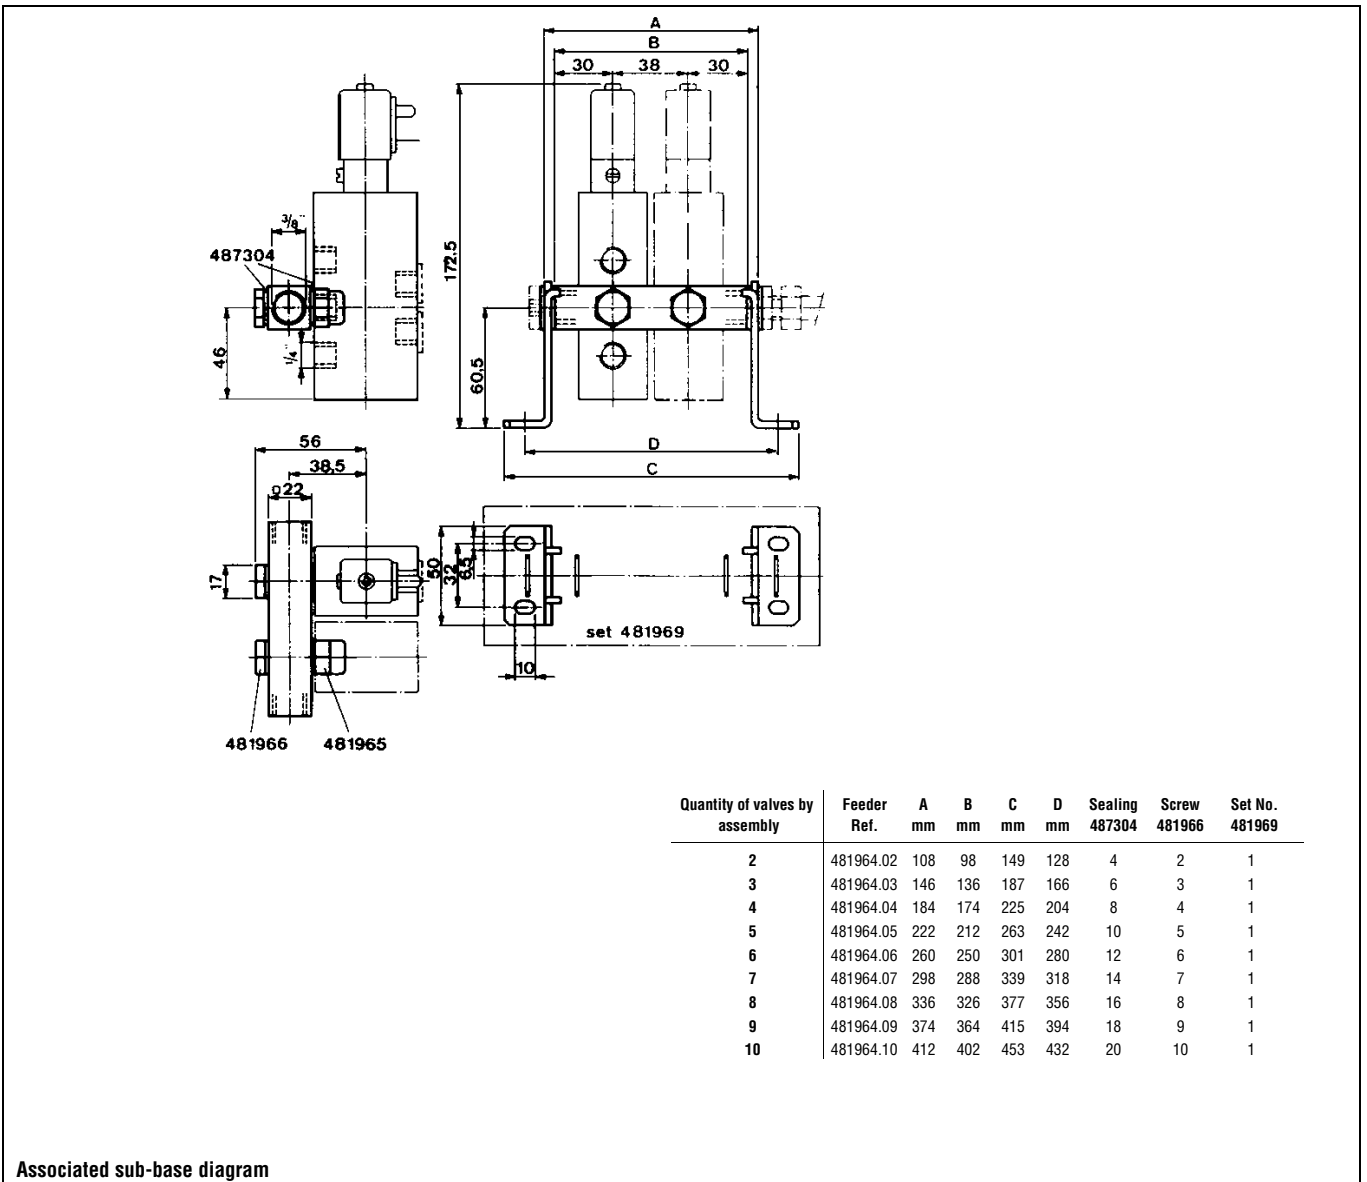 A
B
30 38 30
3/8"
487304
172,5
46
1/4"
60,5
D
C
56
38,5
□22
17
50
32
6,5
set 481969
10
481966 481965
Quantity of valves by assembly Feeder Ref. A mm B mm C mm D mm Sealing 487304 Screw 481966 Set No. 481969
2 481964.02 108 98 149 128 4 2 1
3 481964.03 146 136 187 166 6 3 1
4 481964.04 184 174 225 204 8 4 1
5 481964.05 222 212 263 242 10 5 1
6 481964.06 260 250 301 280 12 6 1
7 481964.07 298 288 339 318 14 7 1
8 481964.08 336 326 377 356 16 8 1
9 481964.09 374 364 415 394 18 9 1
10 481964.10 412 402 453 432 20 10 1
Associated sub-base diagram